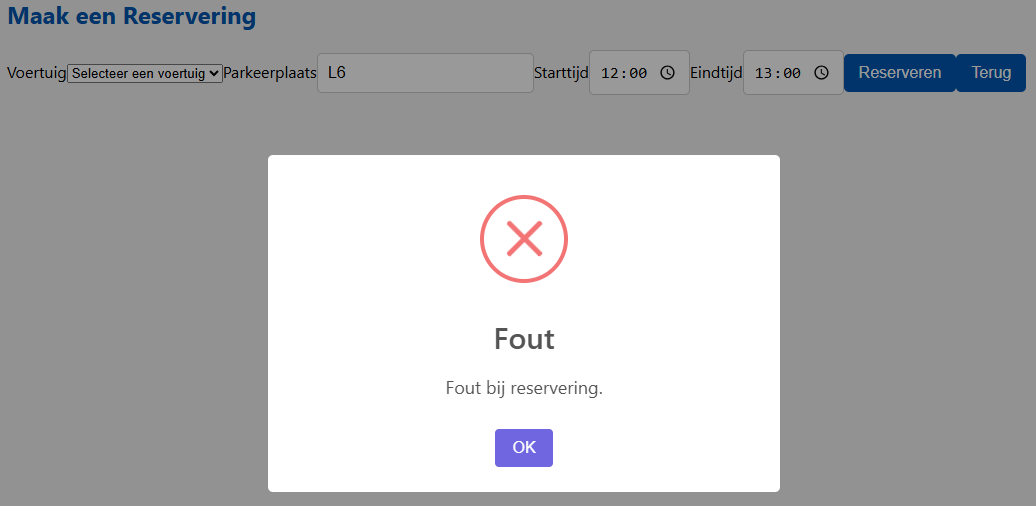 Maak een Reservering
Voertuig Selecteer een voertuig Parkeerplaats L6 Starttijd 12:00 Eindtijd 13:00 Reserveren Terug
Fout
Fout bij reservering.
OK